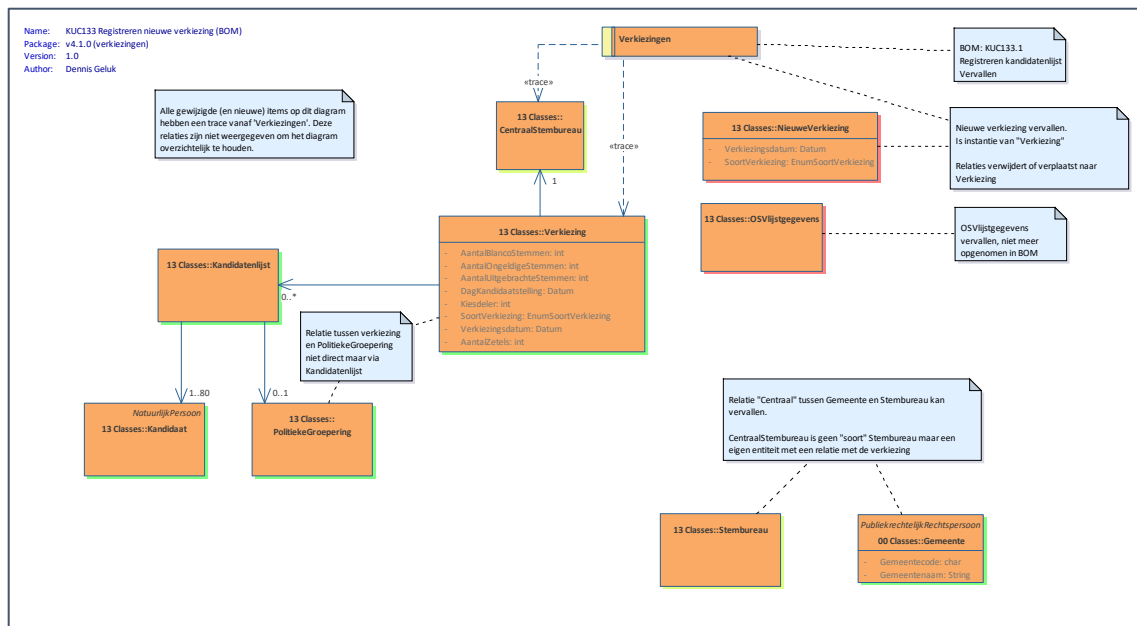 Name: KUC133 Registreren nieuwe verkiezing (BOM)
Package: v4.1.0 (verkiezingen)
Version: 1.0
Author: Dennis Geluk
Verkiezingen
BOM: KUC133.1
Registreren kandidatenlijst
Vervallen
«trace»
Alle gewijzigde (en nieuwe) items op dit diagram
hebben een trace vanaf 'Verkiezingen'. Deze
relaties zijn niet weergegeven om het diagram
overzichtelijk te houden.
13 Classes::
CentraalStembureau
«trace»
13 Classes::NieuweVerkiezing
- Verkiezingsdatum: Datum
- SoortVerkiezing: EnumSoortVerkiezing
Nieuwe verkiezing vervallen.
Is instantie van "Verkiezing"
Relaties verwijdert of verplaatst naar
Verkiezing
1
13 Classes::OSVlijstgegevens
OSVlijstgegevens
vervallen, niet meer
opgenomen in BOM
13 Classes::Verkiezing
- AantalBlancoStemmen: int
- AantalOngeldigeStemmen: int
- AantalUitgebrachteStemmen: int
- DagKandidaatstelling: Datum
- Kiesdeler: int
- SoortVerkiezing: EnumSoortVerkiezing
- Verkiezingsdatum: Datum
- AantalZetels: int
13 Classes::Kandidatenlijst
0..*
Relatie tussen verkiezing
en PolitiekeGroepering
niet direct maar via
Kandidatenlijst
1..80
0..1
NatuurlijkPersoon
13 Classes::Kandidaat
13 Classes::
PolitiekeGroepering
Relatie "Centraal" tussen Gemeente en Stembureau kan
vervallen.
CentraalStembureau is geen "soort" Stembureau maar een
eigen entiteit met een relatie met de verkiezing
13 Classes::Stembureau
PubliekrechtelijkRechtspersoon
00 Classes::Gemeente
- Gemeentecode: char
- Gemeentenaam: String